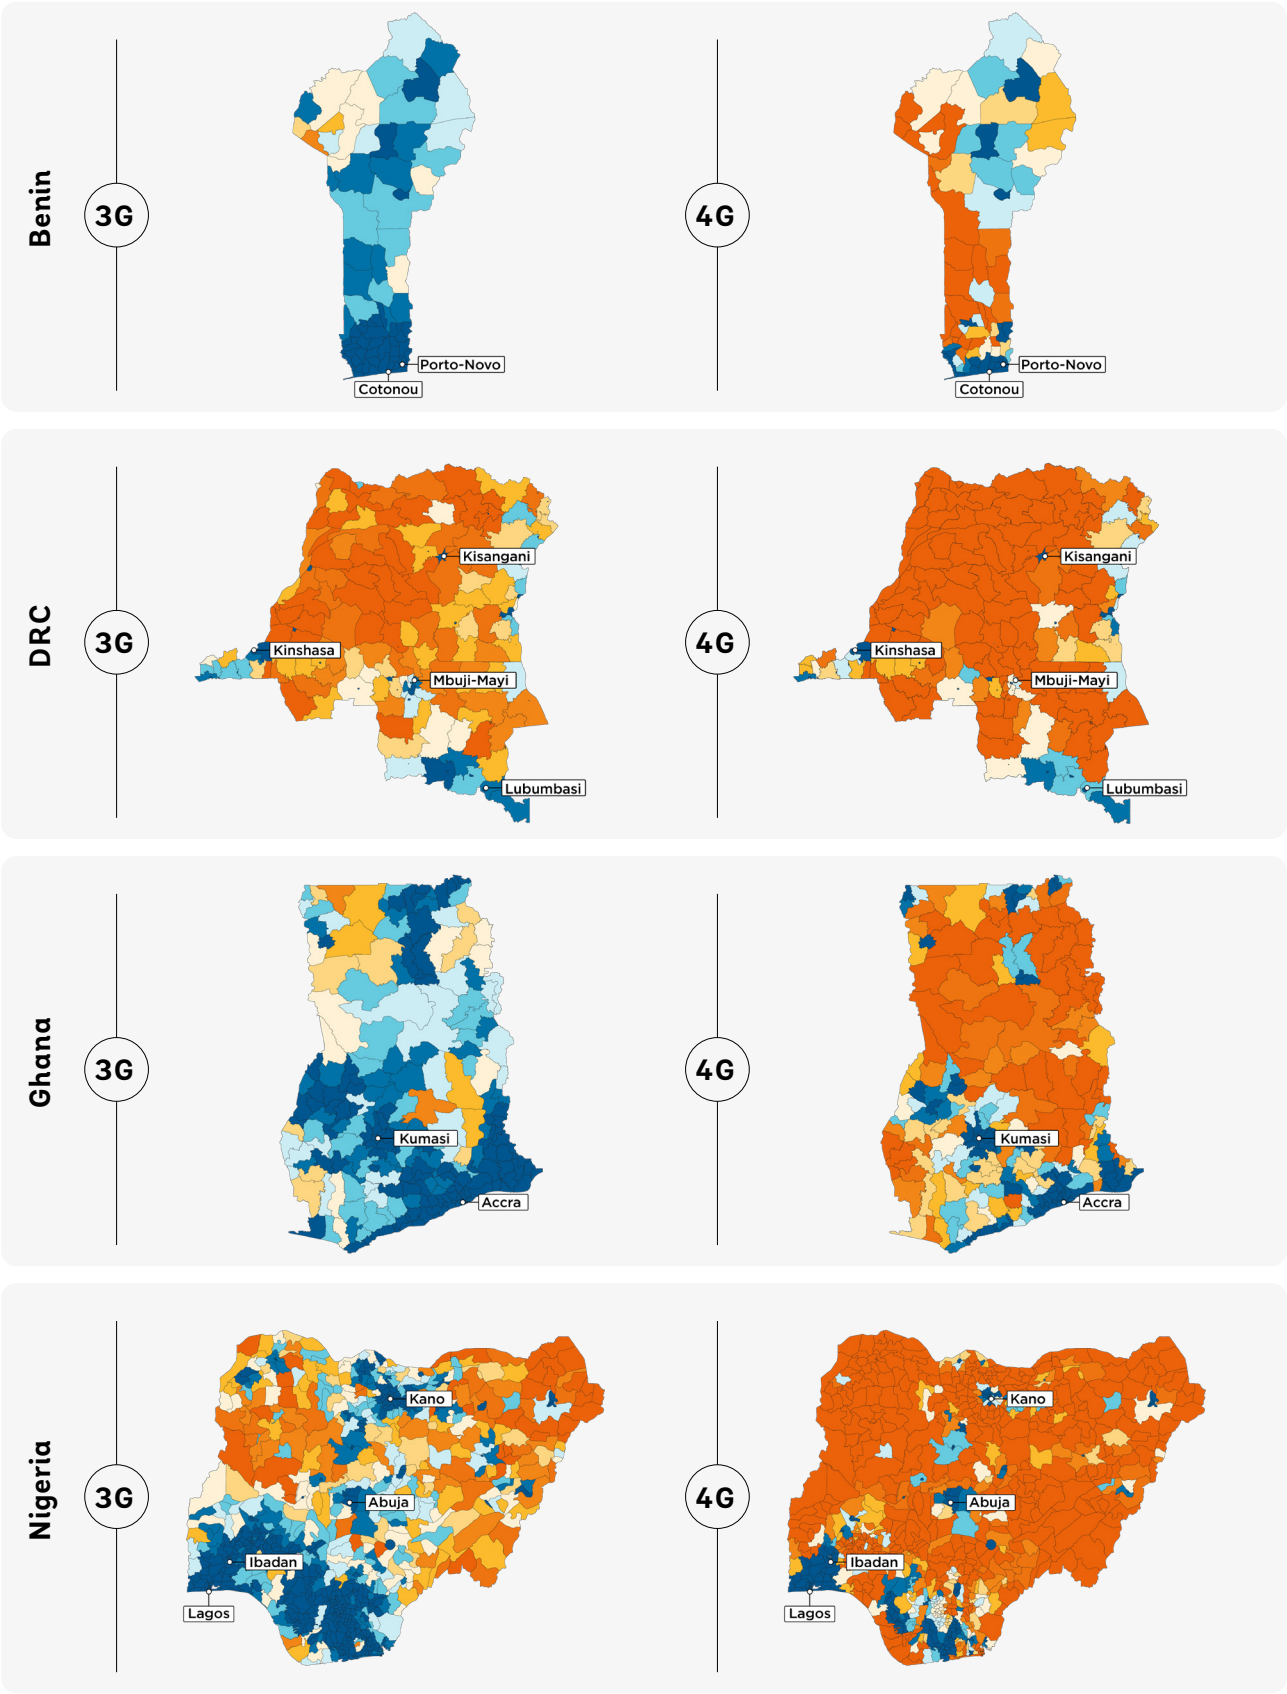 Benin
3G
Porto-Novo
Cotonou
4G
Porto-Novo
Cotonou
DRC
3G
Kisangani
Kinshasa
Mbuji-Mayi
Lubumbasi
4G
Kisangani
Kinshasa
Mbuji-Mayi
Lubumbasi
Ghana
3G
Kumasi
Accra
4G
Kumasi
Accra
Nigeria
3G
Kano
Abuja
Ibadan
Lagos
4G
Kano
Abuja
Ibadan
Lagos